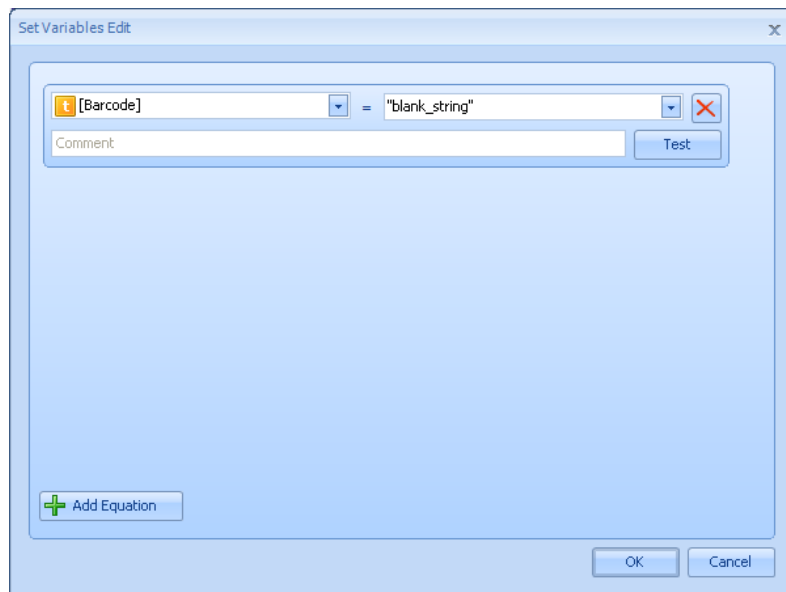 Set Variables Edit
t [Barcode] = "blank_string"
Comment Test
Add Equation
OK Cancel